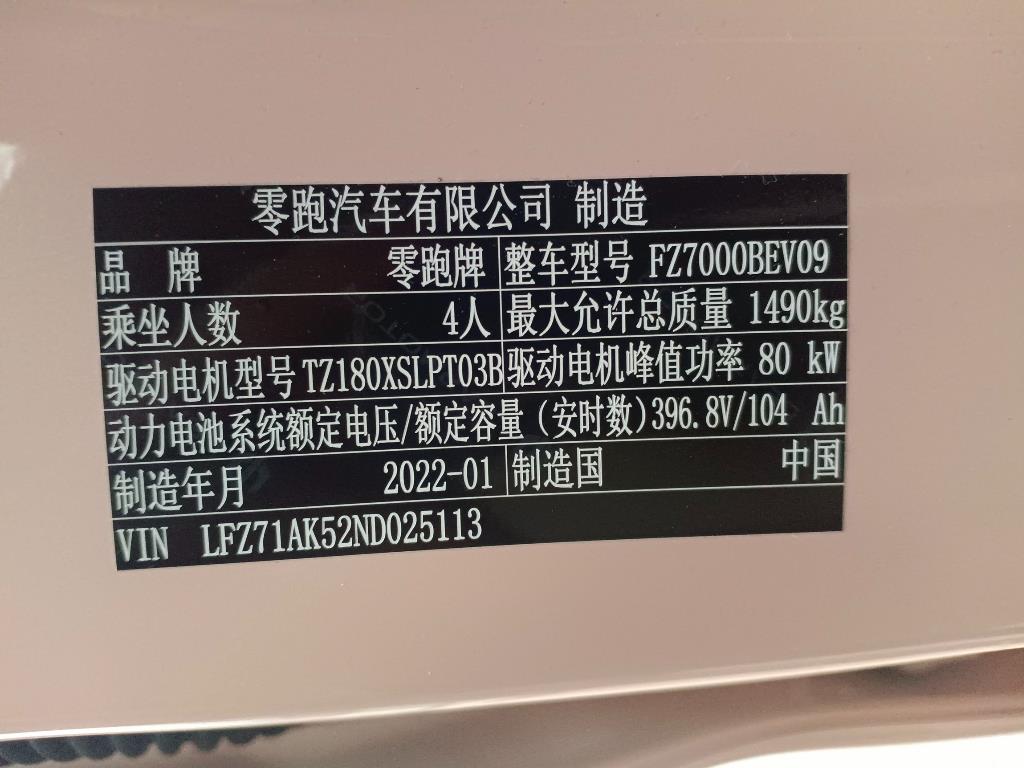 零跑汽车有限公司 制造
品 牌 零跑牌 整车型号 FZ7000BEV09
乘坐人数 4人 最大允许总质量 1490kg
驱动电机型号 TZ180XSLPT03B 驱动电机峰值功率 80 kW
动力电池系统额定电压/额定容量 (安时数) 396.8V/104 Ah
制造年月 2022-01 制造国 中国
VIN LFZ71AK52ND025113